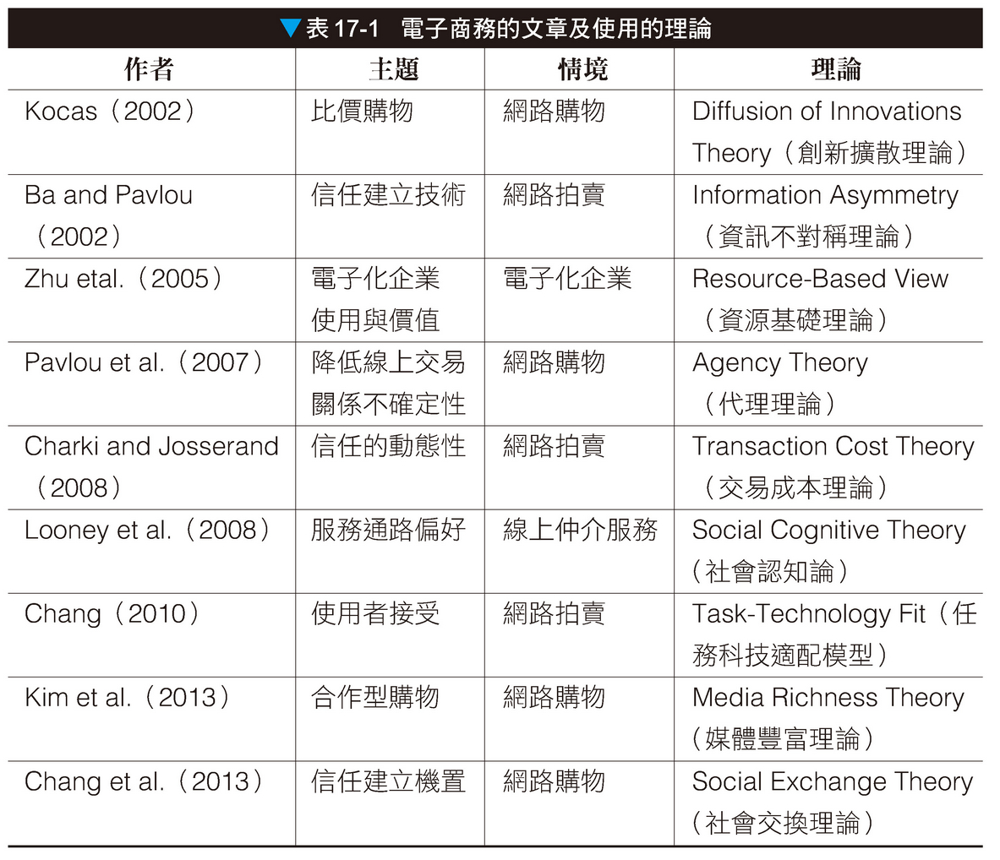 ▼表 17-1 電子商務的文章及使用的理論
作者 主題 情境 理論
Kocas（2002） 比價購物 網路購物 Diffusion of Innovations
Theory（創新擴散理論）
Ba and Pavlou 信任建立技術 網路拍賣 Information Asymmetry
（2002） （資訊不對稱理論）
Zhu etal.（2005） 電子化企業 電子化企業 Resource-Based View
使用與價值 （資源基礎理論）
Pavlou et al.（2007） 降低線上交易 網路購物 Agency Theory
關係不確定性 （代理理論）
Charki and Josserand 信任的動態性 網路拍賣 Transaction Cost Theory
（2008） （交易成本理論）
Looney et al.（2008） 服務通路偏好 線上仲介服務 Social Cognitive Theory
（社會認知論）
Chang（2010） 使用者接受 網路拍賣 Task-Technology Fit（任
務科技適配模型）
Kim et al.（2013） 合作型購物 網路購物 Media Richness Theory
（媒體豐富理論）
Chang et al.（2013） 信任建立機置 網路購物 Social Exchange Theory
（社會交換理論）